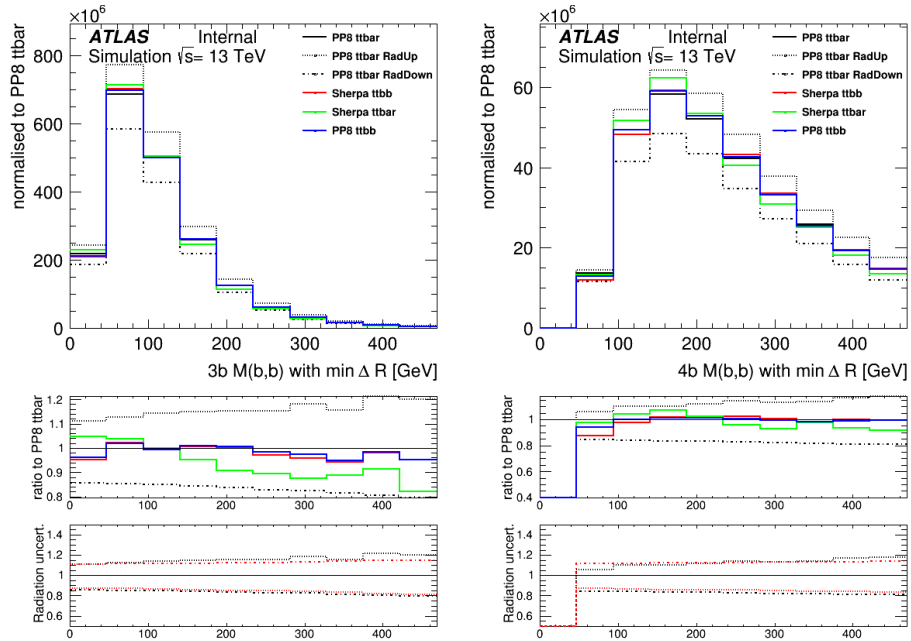 ×10⁶
normalised to PP8 ttbar
ATLAS Internal
Simulation √s= 13 TeV
PP8 ttbar
PP8 ttbar RadUp
PP8 ttbar RadDown
Sherpa ttbb
Sherpa ttbar
PP8 ttbb
800
600
400
200
0
0 100 200 300 400
3b M(b,b) with min Δ R [GeV]
ratio to PP8 ttbar
1.2
1.1
1
0.9
0.8
0 100 200 300 400
Radiation uncert.
1.4
1.2
1
0.8
0.6
0 100 200 300 400
×10⁶
normalised to PP8 ttbar
ATLAS Internal
Simulation √s= 13 TeV
PP8 ttbar
PP8 ttbar RadUp
PP8 ttbar RadDown
Sherpa ttbb
Sherpa ttbar
PP8 ttbb
60
40
20
0
0 100 200 300 400
4b M(b,b) with min Δ R [GeV]
ratio to PP8 ttbar
1
0.8
0.6
0.4
0 100 200 300 400
Radiation uncert.
1.4
1.2
1
0.8
0.6
0 100 200 300 400